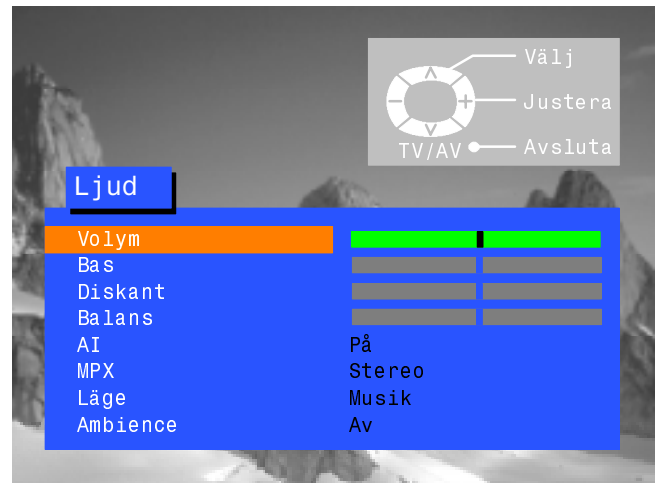 Välj
Justera
TV/AV Avsluta
Ljud
Volym
Bas
Diskant
Balans
AI På
MPX Stereo
Läge Musik
Ambience Av